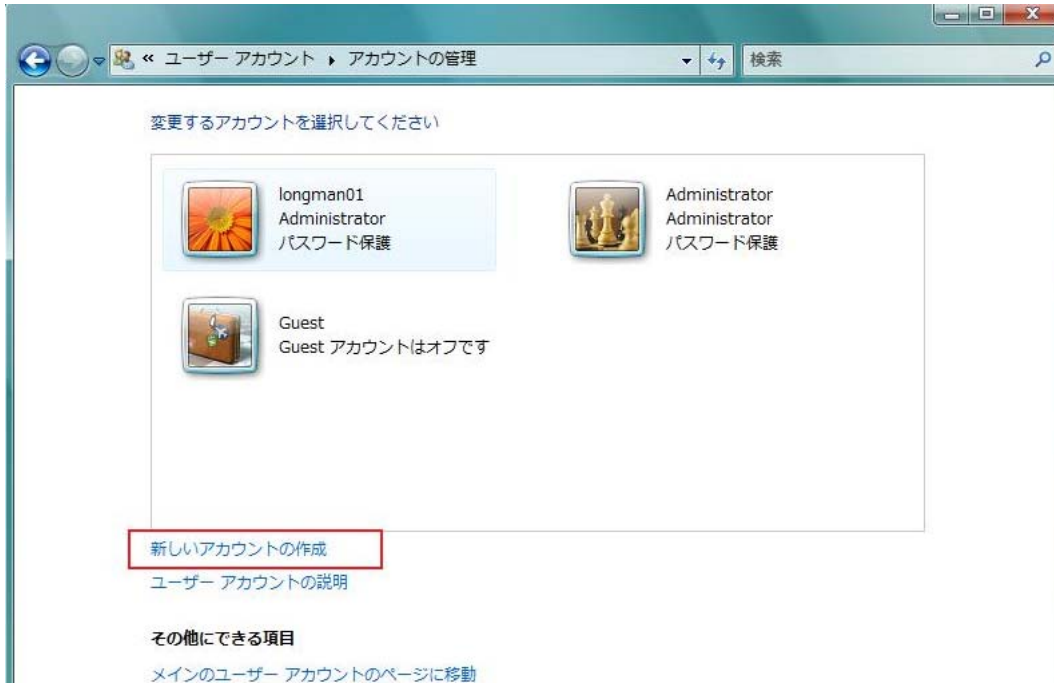 « ユーザー アカウント ▸ アカウントの管理
検索
変更するアカウントを選択してください
longman01
Administrator
パスワード保護
Administrator
Administrator
パスワード保護
Guest
Guest アカウントはオフです
新しいアカウントの作成
ユーザー アカウントの説明
その他にできる項目
メインのユーザー アカウントのページに移動